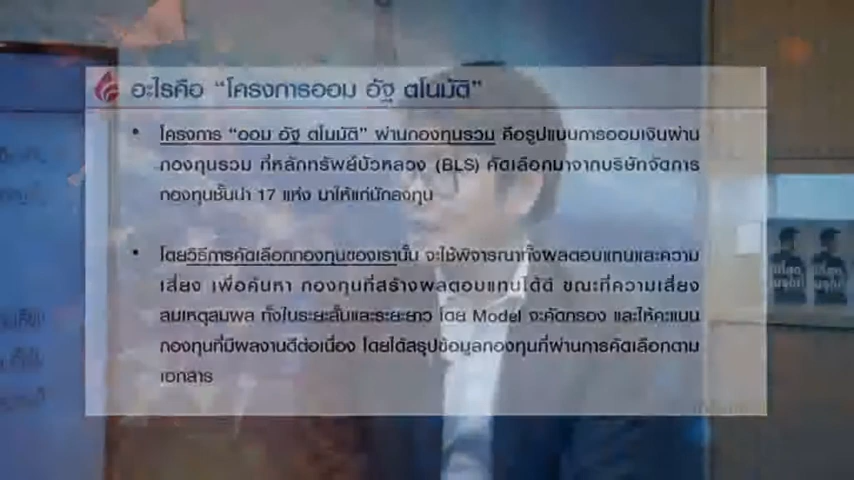 อะไรคือ “โครงการออม อัฐ ตโนมัติ”
• โครงการ “ออม อัฐ ตโนมัติ” ผ่านกองทุนรวม คือรูปแบบการออมเงินผ่าน
กองทุนรวม ที่หลักทรัพย์บัวหลวง (BLS) คัดเลือกมาจากบริษัทจัดการ
กองทุนชั้นนำ 17 แห่ง มาให้แก่นักลงทุน
• โดยวิธีการคัดเลือกกองทุนของเรานั้น จะใช้พิจารณาทั้งผลตอบแทนและความ
เสี่ยง เพื่อค้นหา กองทุนที่สร้างผลตอบแทนได้ดี ขณะที่ความเสี่ยง
สมเหตุสมผล ทั้งในระยะสั้นและระยะยาว โดย Model จะคัดกรอง และให้คะแนน
กองทุนที่มีผลงานดีต่อเนื่อง โดยได้สรุปข้อมูลกองทุนที่ผ่านการคัดเลือกตาม
เอกสาร